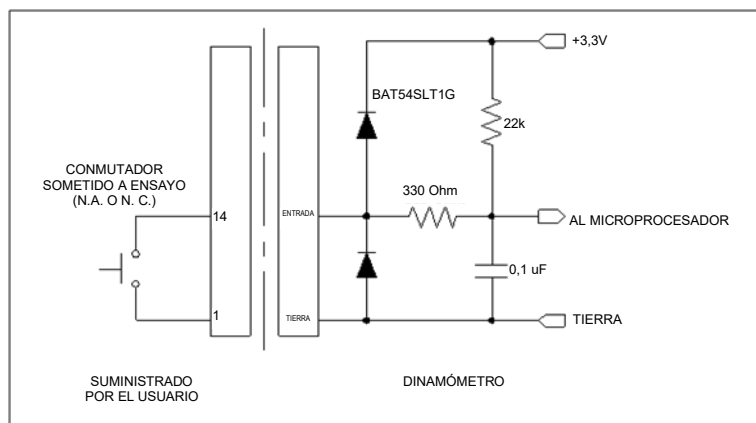 +3,3V
BAT54SLT1G
22k
CONMUTADOR
SOMETIDO A ENSAYO
(N.A. O N. C.)
330 Ohm
14
ENTRADA
AL MICROPROCESADOR
0,1 uF
1
TIERRA
TIERRA
SUMINISTRADO
POR EL USUARIO
DINAMÓMETRO